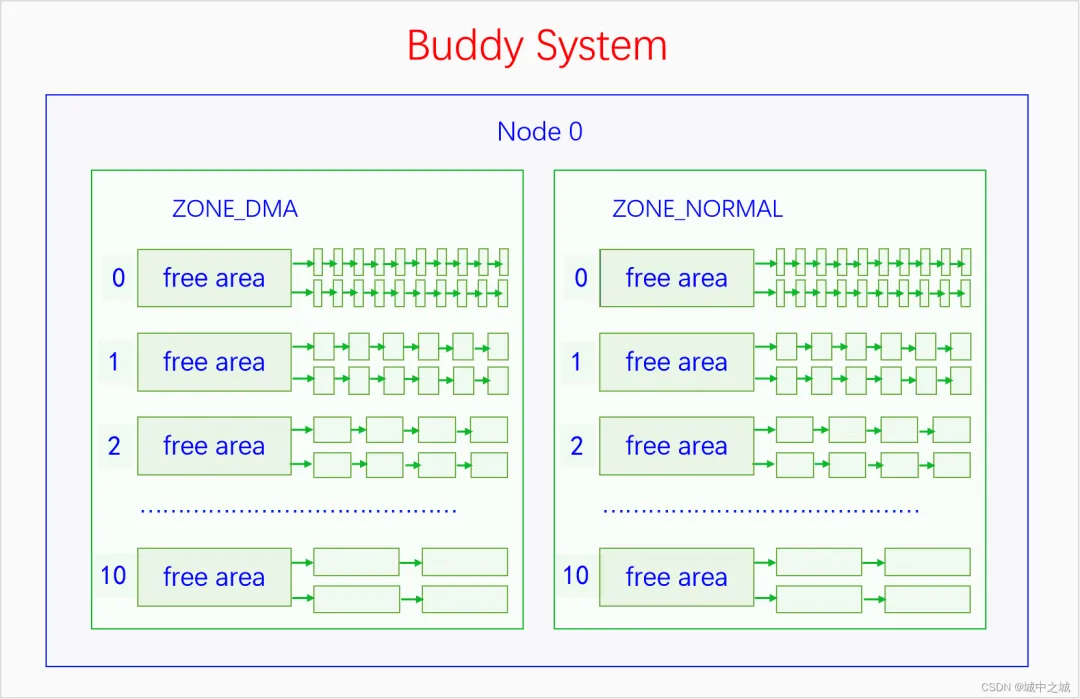 Buddy System
Node 0
ZONE_DMA
0 free area
1 free area
2 free area
……………………………………
10 free area
ZONE_NORMAL
0 free area
1 free area
2 free area
……………………………………
10 free area
CSDN @城中之城